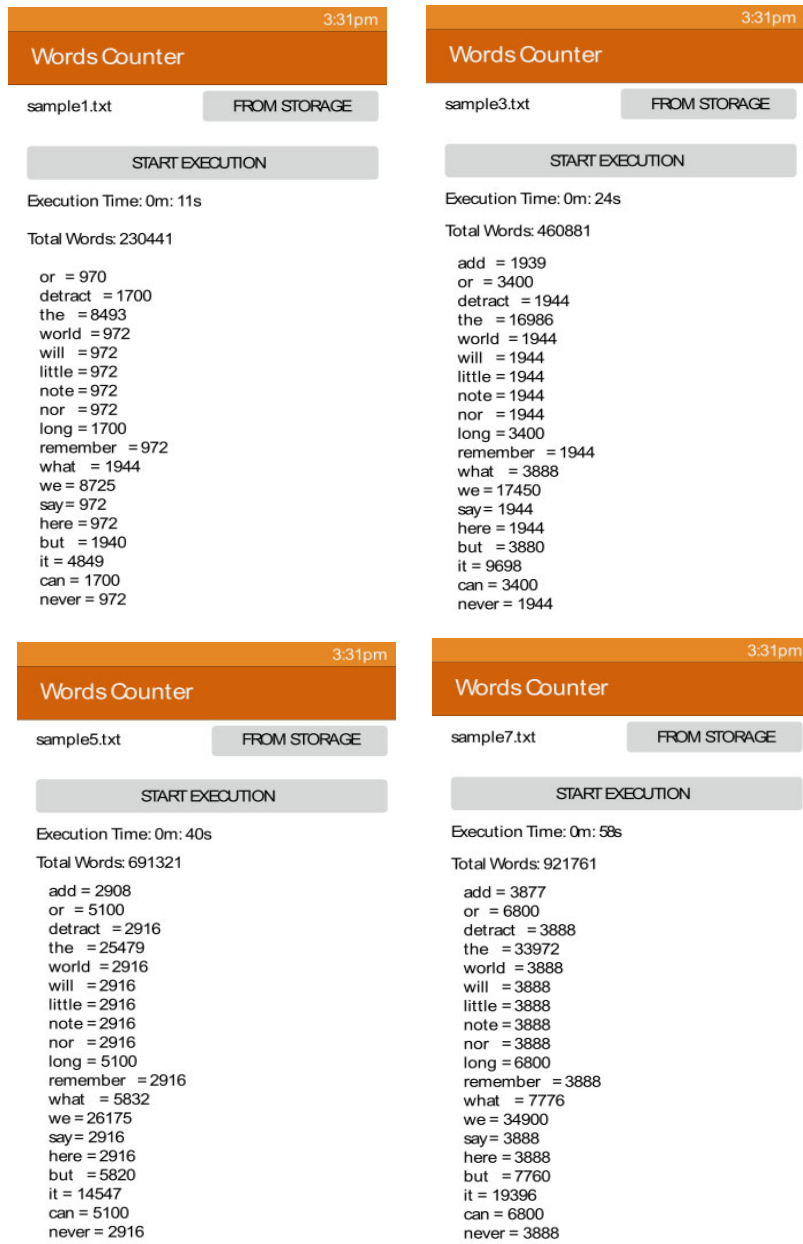 3:31pm
Words Counter
sample1.txt FROM STORAGE
START EXECUTION
Execution Time: 0m: 11s
Total Words: 230441
or = 970
detract = 1700
the = 8493
world = 972
will = 972
little = 972
note = 972
nor = 972
long = 1700
remember = 972
what = 1944
we = 8725
say = 972
here = 972
but = 1940
it = 4849
can = 1700
never = 972
3:31pm
Words Counter
sample3.txt FROM STORAGE
START EXECUTION
Execution Time: 0m: 24s
Total Words: 460881
add = 1939
or = 3400
detract = 1944
the = 16986
world = 1944
will = 1944
little = 1944
note = 1944
nor = 1944
long = 3400
remember = 1944
what = 3888
we = 17450
say = 1944
here = 1944
but = 3880
it = 9698
can = 3400
never = 1944
3:31pm
Words Counter
sample5.txt FROM STORAGE
START EXECUTION
Execution Time: 0m: 40s
Total Words: 691321
add = 2908
or = 5100
detract = 2916
the = 25479
world = 2916
will = 2916
little = 2916
note = 2916
nor = 2916
long = 5100
remember = 2916
what = 5832
we = 26175
say = 2916
here = 2916
but = 5820
it = 14547
can = 5100
never = 2916
3:31pm
Words Counter
sample7.txt FROM STORAGE
START EXECUTION
Execution Time: 0m: 58s
Total Words: 921761
add = 3877
or = 6800
detract = 3888
the = 33972
world = 3888
will = 3888
little = 3888
note = 3888
nor = 3888
long = 6800
remember = 3888
what = 7776
we = 34900
say = 3888
here = 3888
but = 7760
it = 19396
can = 6800
never = 3888